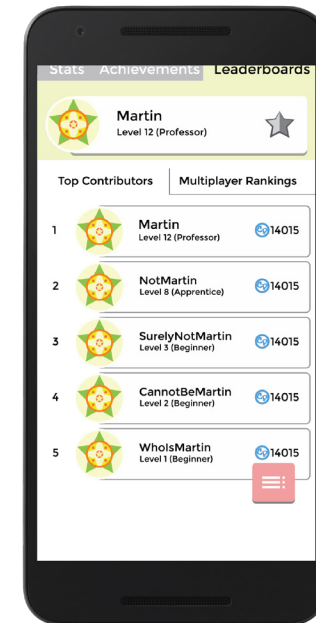 Stats Achievements Leaderboards
Martin
Level 12 (Professor)
Top Contributors Multiplayer Rankings
1 Martin 14015
Level 12 (Professor)
2 NotMartin 14015
Level 8 (Apprentice)
3 SurelyNotMartin 14015
Level 3 (Beginner)
4 CannotBeMartin 14015
Level 2 (Beginner)
5 WhoIsMartin 14015
Level 1 (Beginner)